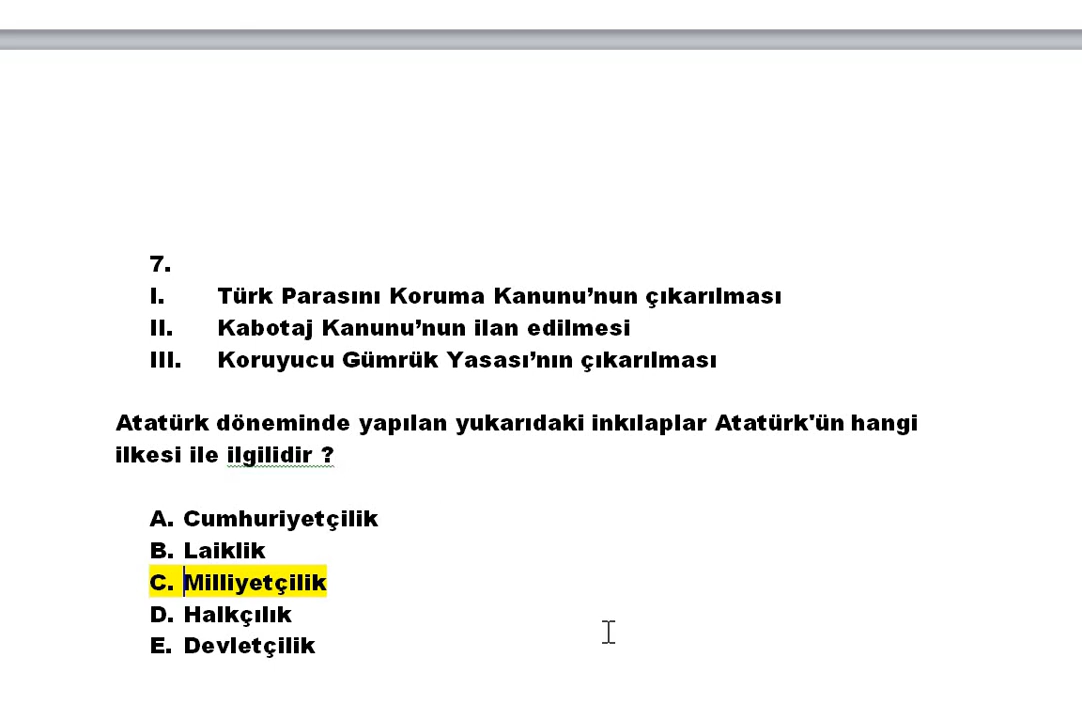 7.
I. Türk Parasını Koruma Kanunu’nun çıkarılması
II. Kabotaj Kanunu’nun ilan edilmesi
III. Koruyucu Gümrük Yasası’nın çıkarılması
Atatürk döneminde yapılan yukarıdaki inkılaplar Atatürk'ün hangi
ilkesi ile ilgilidir ?
A. Cumhuriyetçilik
B. Laiklik
C. Milliyetçilik
D. Halkçılık
E. Devletçilik